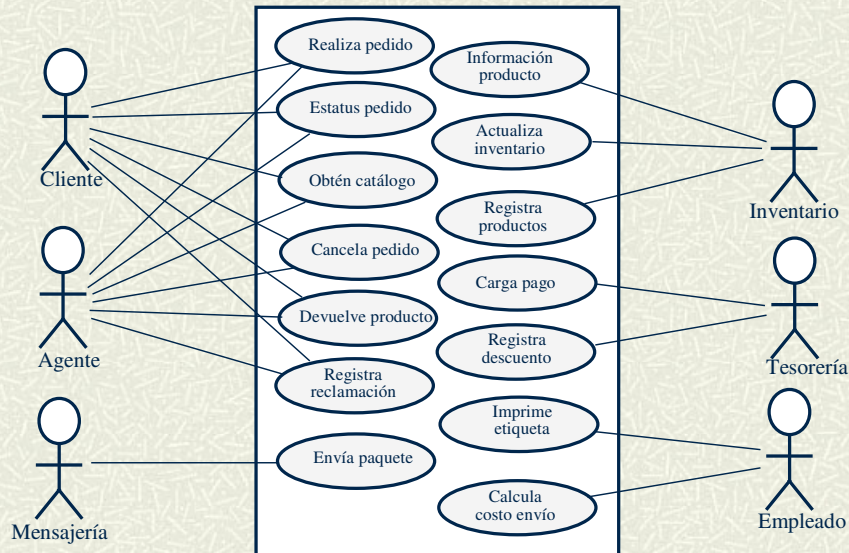 Realiza pedido
Estatus pedido
Obtén catálogo
Cancela pedido
Devuelve producto
Registra
reclamación
Envía paquete
Información
producto
Actualiza
inventario
Registra
productos
Carga pago
Registra
descuento
Imprime
etiqueta
Calcula
costo envío
Cliente
Agente
Mensajería
Inventario
Tesorería
Empleado